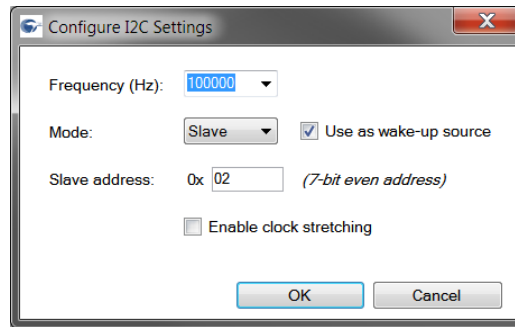 Configure I2C Settings
Frequency (Hz): 100000
Mode: Slave Use as wake-up source
Slave address: 0x 02 (7-bit even address)
Enable clock stretching
OK Cancel